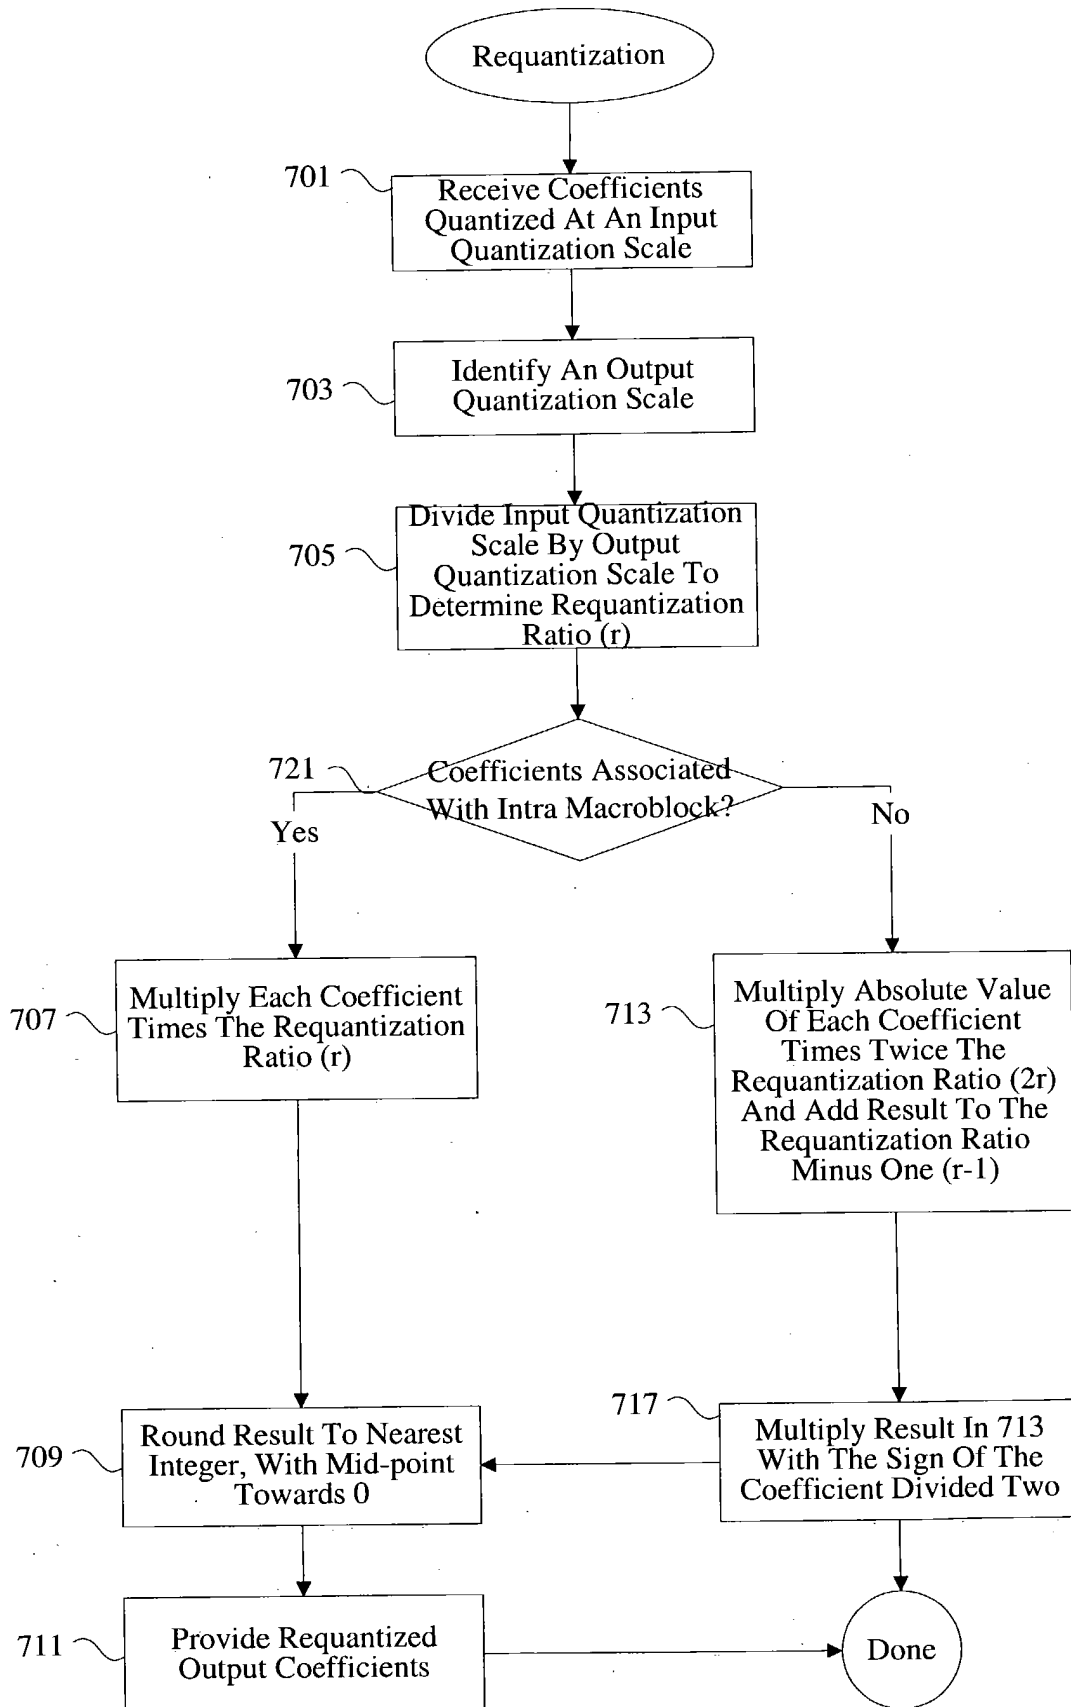 Requantization
701
Receive Coefficients
Quantized At An Input
Quantization Scale
703
Identify An Output
Quantization Scale
705
Divide Input Quantization
Scale By Output
Quantization Scale To
Determine Requantization
Ratio (r)
721
Coefficients Associated
With Intra Macroblock?
Yes
No
707
Multiply Each Coefficient
Times The Requantization
Ratio (r)
713
Multiply Absolute Value
Of Each Coefficient
Times Twice The
Requantization Ratio (2r)
And Add Result To The
Requantization Ratio
Minus One (r-1)
709
Round Result To Nearest
Integer, With Mid-point
Towards 0
717
Multiply Result In 713
With The Sign Of The
Coefficient Divided Two
711
Provide Requantized
Output Coefficients
Done